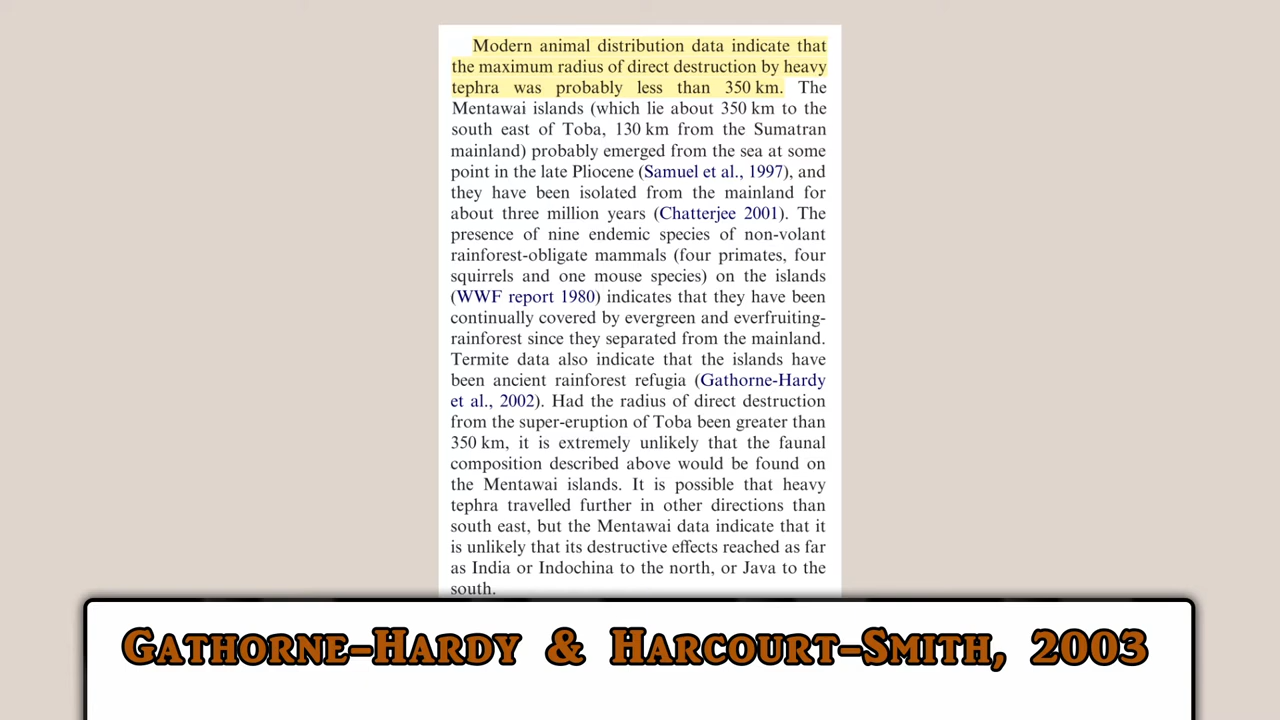 Modern animal distribution data indicate that
the maximum radius of direct destruction by heavy
tephra was probably less than 350 km. The
Mentawai islands (which lie about 350 km to the
south east of Toba, 130 km from the Sumatran
mainland) probably emerged from the sea at some
point in the late Pliocene (Samuel et al., 1997), and
they have been isolated from the mainland for
about three million years (Chatterjee 2001). The
presence of nine endemic species of non-volant
rainforest-obligate mammals (four primates, four
squirrels and one mouse species) on the islands
(WWF report 1980) indicates that they have been
continually covered by evergreen and everfruiting-
rainforest since they separated from the mainland.
Termite data also indicate that the islands have
been ancient rainforest refugia (Gathorne-Hardy
et al., 2002). Had the radius of direct destruction
from the super-eruption of Toba been greater than
350 km, it is extremely unlikely that the faunal
composition described above would be found on
the Mentawai islands. It is possible that heavy
tephra travelled further in other directions than
south east, but the Mentawai data indicate that it
is unlikely that its destructive effects reached as far
as India or Indochina to the north, or Java to the
south.
Gathorne-Hardy & Harcourt-Smith, 2003